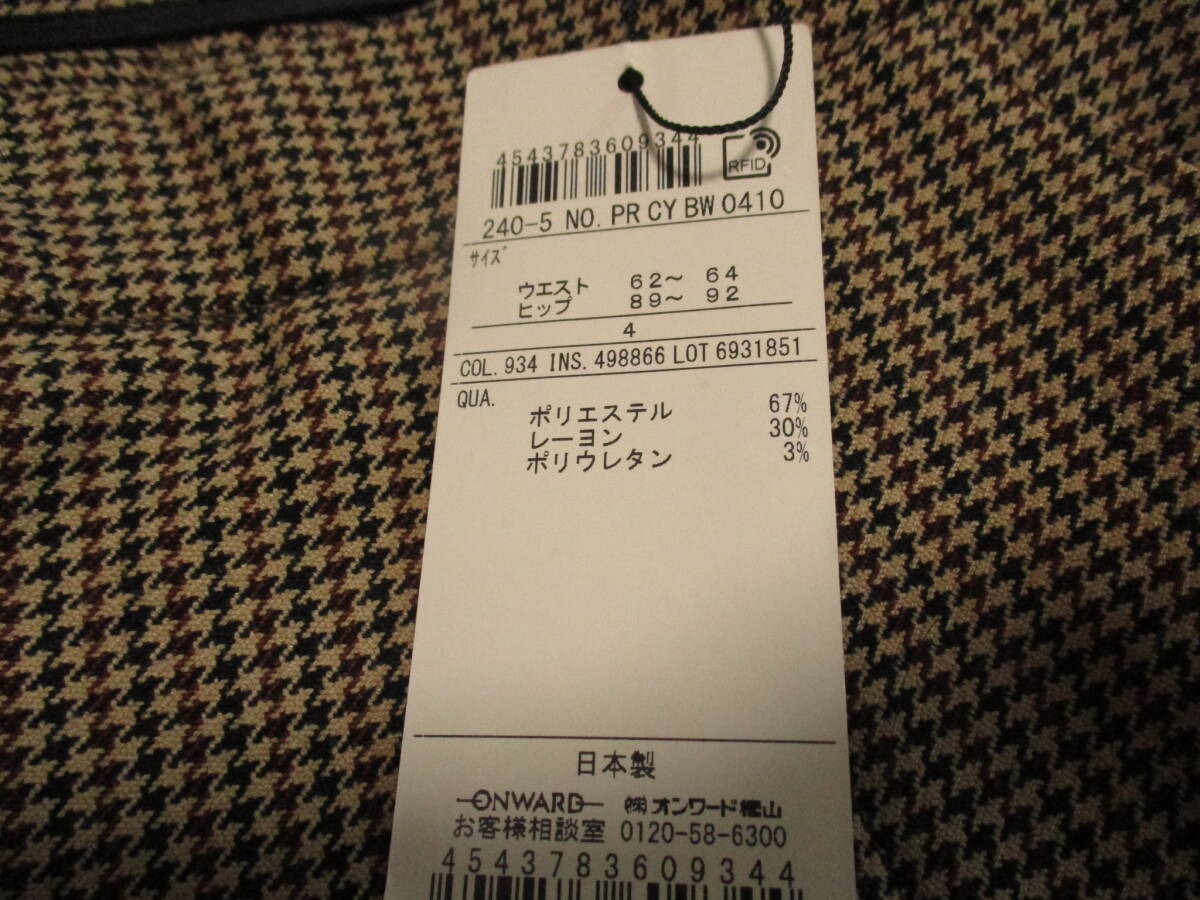 4543783609344
RFID
240-5 NO. PR CY BW 0410
サイズ
ウエスト 62～ 64
ヒップ 89～ 92
4
COL. 934 INS. 498866 LOT 6931851
QUA.
ポリエステル 67%
レーヨン 30%
ポリウレタン 3%
日本製
ONWARD ㈱オンワード樫山
お客様相談室 0120-58-6300
4543783609344